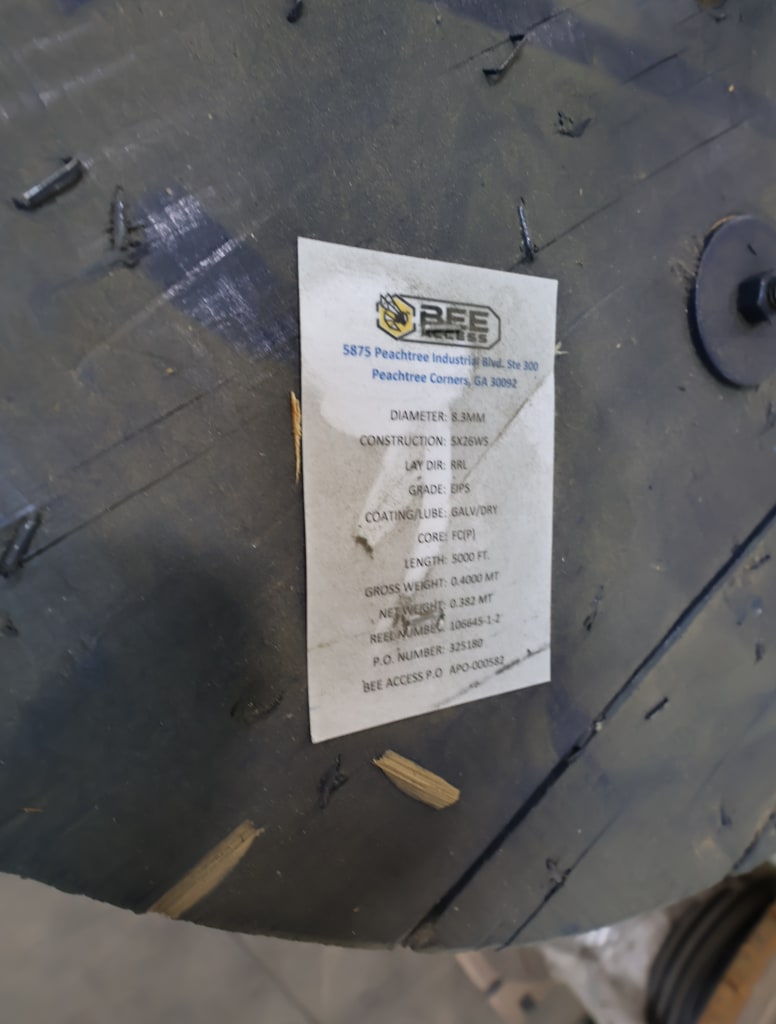 BEE
ACCESS
5875 Peachtree Industrial Blvd. Ste 300
Peachtree Corners, GA 30092
DIAMETER: 8.3MM
CONSTRUCTION: 5X26WS
LAY DIR: RRL
GRADE: EIPS
COATING/LUBE: GALV/DRY
CORE: FC(P)
LENGTH: 5000 FT.
GROSS WEIGHT: 0.4000 MT
NET WEIGHT: 0.382 MT
REEL NUMBER: 106645-1-2
P.O. NUMBER: 325180
BEE ACCESS P.O APO-000582